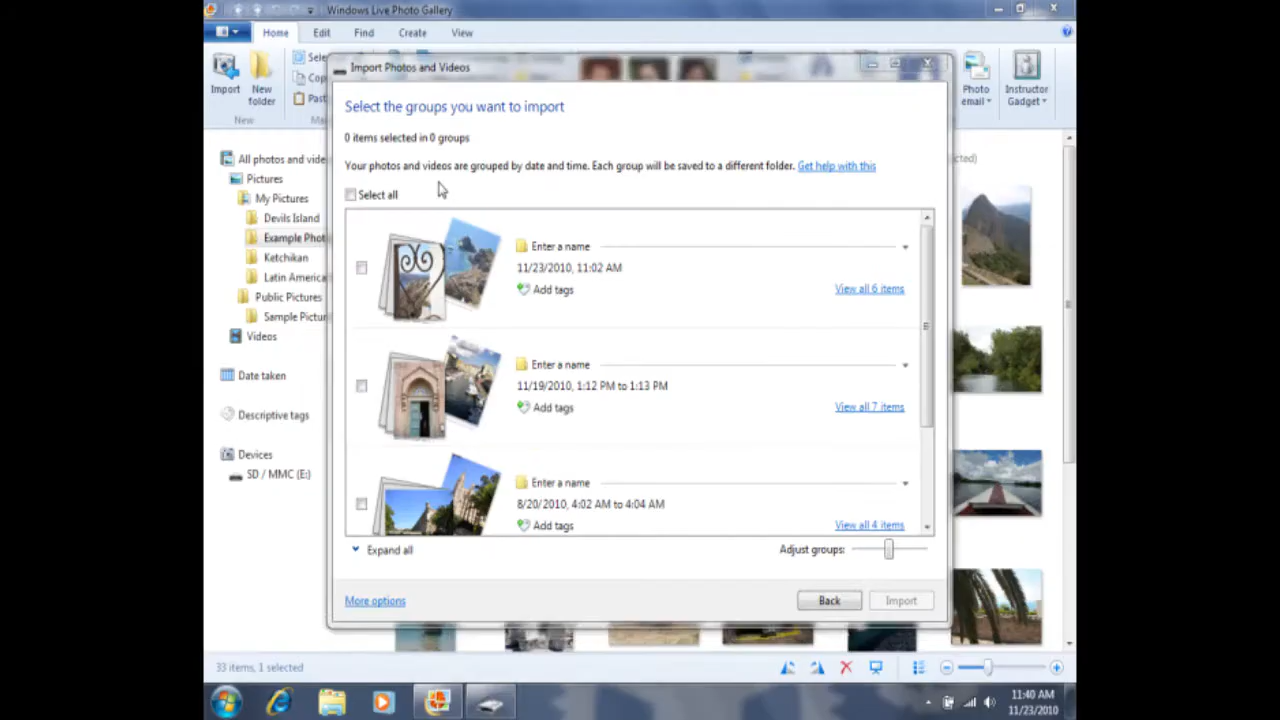 Windows Live Photo Gallery
Home Edit Find Create View
Import
New folder
Sele
Cop
Past
New
Ma
Photo email
Instructor Gadget
Import Photos and Videos
Select the groups you want to import
0 items selected in 0 groups
Your photos and videos are grouped by date and time. Each group will be saved to a different folder. Get help with this
Select all
Enter a name
11/23/2010, 11:02 AM
Add tags View all 6 items
Enter a name
11/19/2010, 1:12 PM to 1:13 PM
Add tags View all 7 items
Enter a name
8/20/2010, 4:02 AM to 4:04 AM
Add tags View all 4 items
Expand all Adjust groups:
More options Back Import
All photos and vide
Pictures
My Pictures
Devils Island
Example Phot
Ketchikan
Latin America
Public Pictures
Sample Pictur
Videos
Date taken
Descriptive tags
Devices
SD / MMC (E:)
cted)
33 items, 1 selected
11:40 AM
11/23/2010